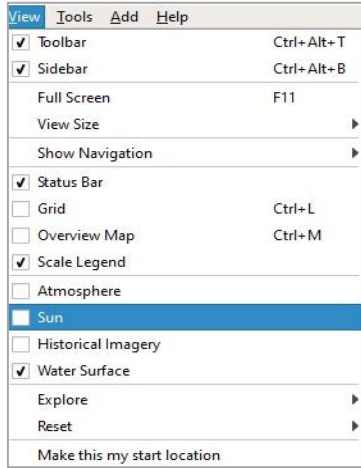 View Tools Add Help
Toolbar Ctrl+Alt+T
Sidebar Ctrl+Alt+B
Full Screen F11
View Size
Show Navigation
Status Bar
Grid Ctrl+L
Overview Map Ctrl+M
Scale Legend
Atmosphere
Sun
Historical Imagery
Water Surface
Explore
Reset
Make this my start location